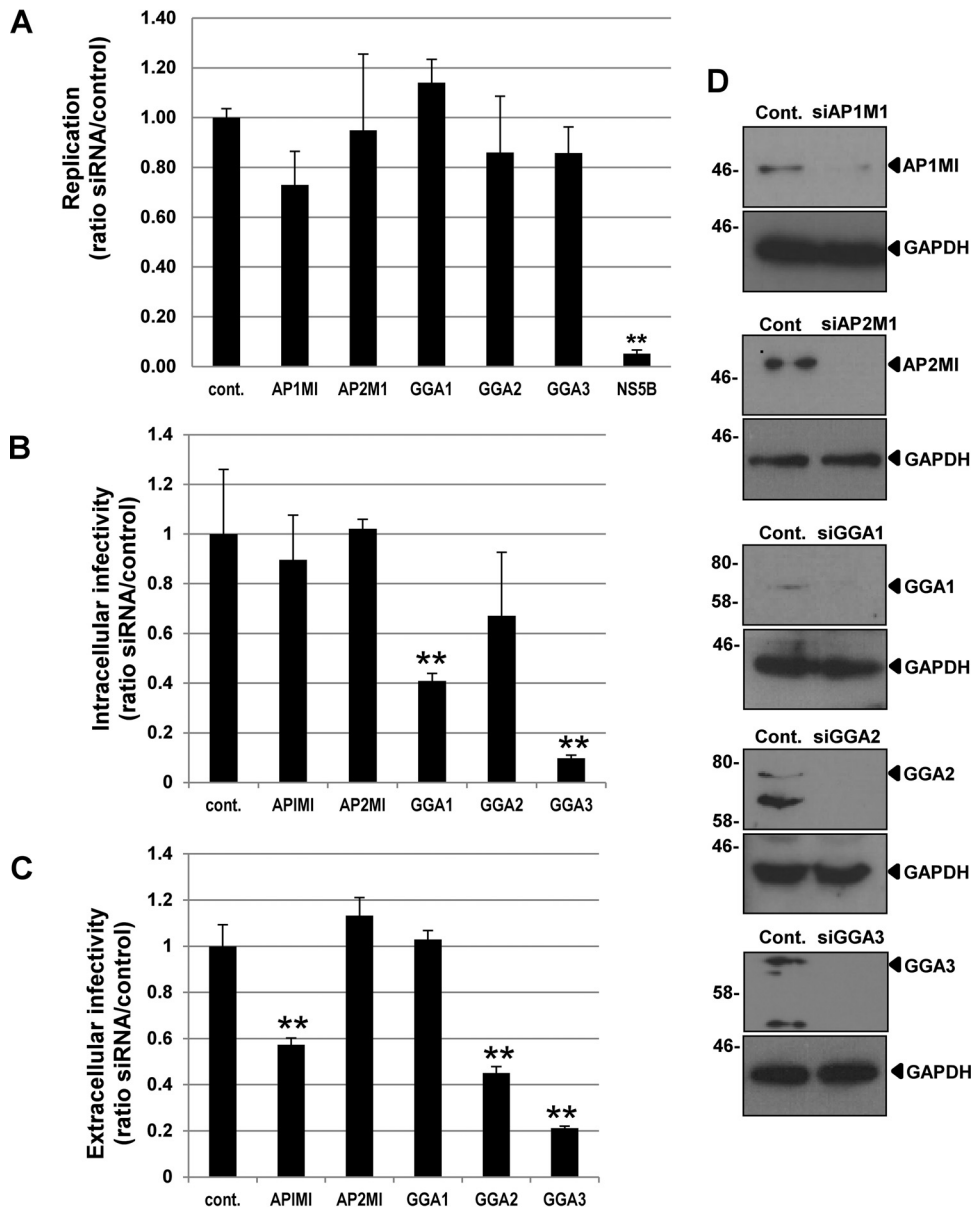 A
Replication
(ratio siRNA/control)
1.40
1.20
1.00
0.80
0.60
0.40
0.20
0.00
**
cont. AP1MI AP2M1 GGA1 GGA2 GGA3 NS5B
B
Intracellular infectivity
(ratio siRNA/control)
1.4
1.2
1
0.8
0.6
0.4
0.2
0
**
**
cont. APIMI AP2MI GGA1 GGA2 GGA3
C
Extracellular infectivity
(ratio siRNA/control)
1.4
1.2
1
0.8
0.6
0.4
0.2
0
**
**
**
cont. APIMI AP2MI GGA1 GGA2 GGA3
D
Cont. siAP1M1
46- AP1MI
46- GAPDH
Cont siAP2M1
46- AP2MI
46- GAPDH
Cont. siGGA1
80-
GGA1
58-
46-
GAPDH
Cont. siGGA2
80- GGA2
58-
46-
GAPDH
Cont. siGGA3
GGA3
58-
46-
GAPDH